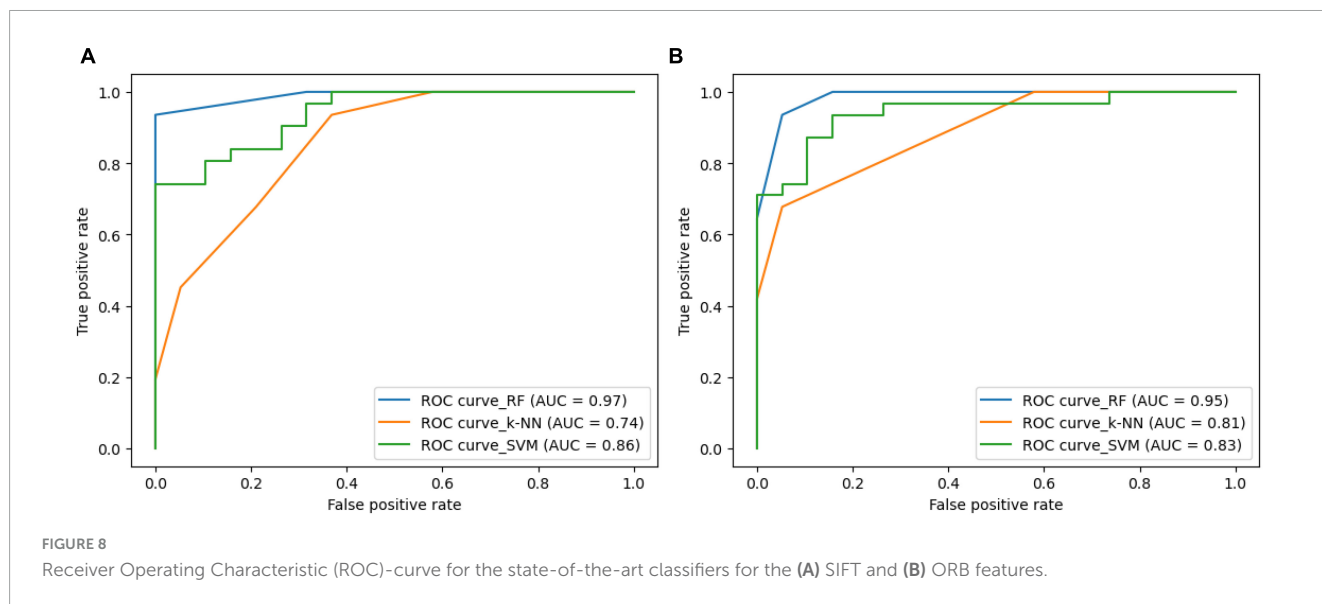 A
B
1.0
0.8
0.6
0.4
0.2
0.0
True positive rate
0.0 0.2 0.4 0.6 0.8 1.0
False positive rate
ROC curve_RF (AUC = 0.97)
ROC curve_k-NN (AUC = 0.74)
ROC curve_SVM (AUC = 0.86)
1.0
0.8
0.6
0.4
0.2
0.0
True positive rate
0.0 0.2 0.4 0.6 0.8 1.0
False positive rate
ROC curve_RF (AUC = 0.95)
ROC curve_k-NN (AUC = 0.81)
ROC curve_SVM (AUC = 0.83)
FIGURE 8
Receiver Operating Characteristic (ROC)-curve for the state-of-the-art classifiers for the (A) SIFT and (B) ORB features.